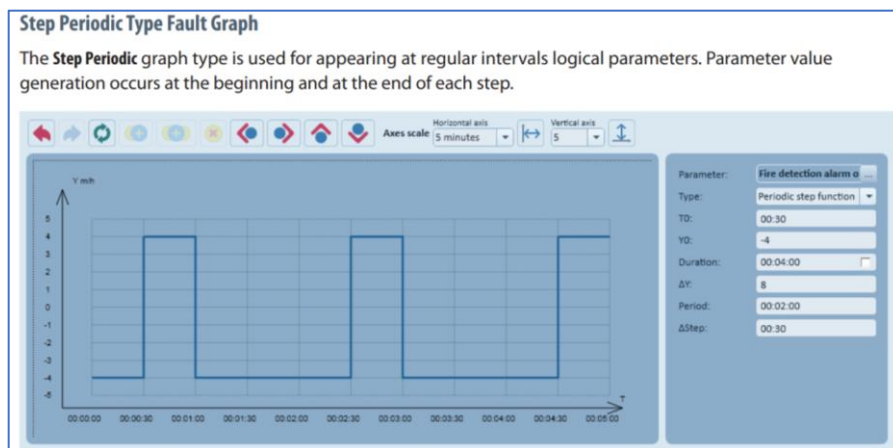 Step Periodic Type Fault Graph
The Step Periodic graph type is used for appearing at regular intervals logical parameters. Parameter value
generation occurs at the beginning and at the end of each step.
Axes scale
Horizontal axis
5 minutes
Vertical axis
5
Y m/h
5
4
3
2
1
0
-1
-2
-3
-4
-5
T
00:00:00 00:00:30 00:01:00 00:01:30 00:02:00 00:02:30 00:03:00 00:03:30 00:04:00 00:04:30 00:05:00
Parameter: Fire detection alarm o ...
Type: Periodic step function
T0: 00:30
Y0: -4
Duration: 00:04:00
ΔY: 8
Period: 00:02:00
ΔStep: 00:30